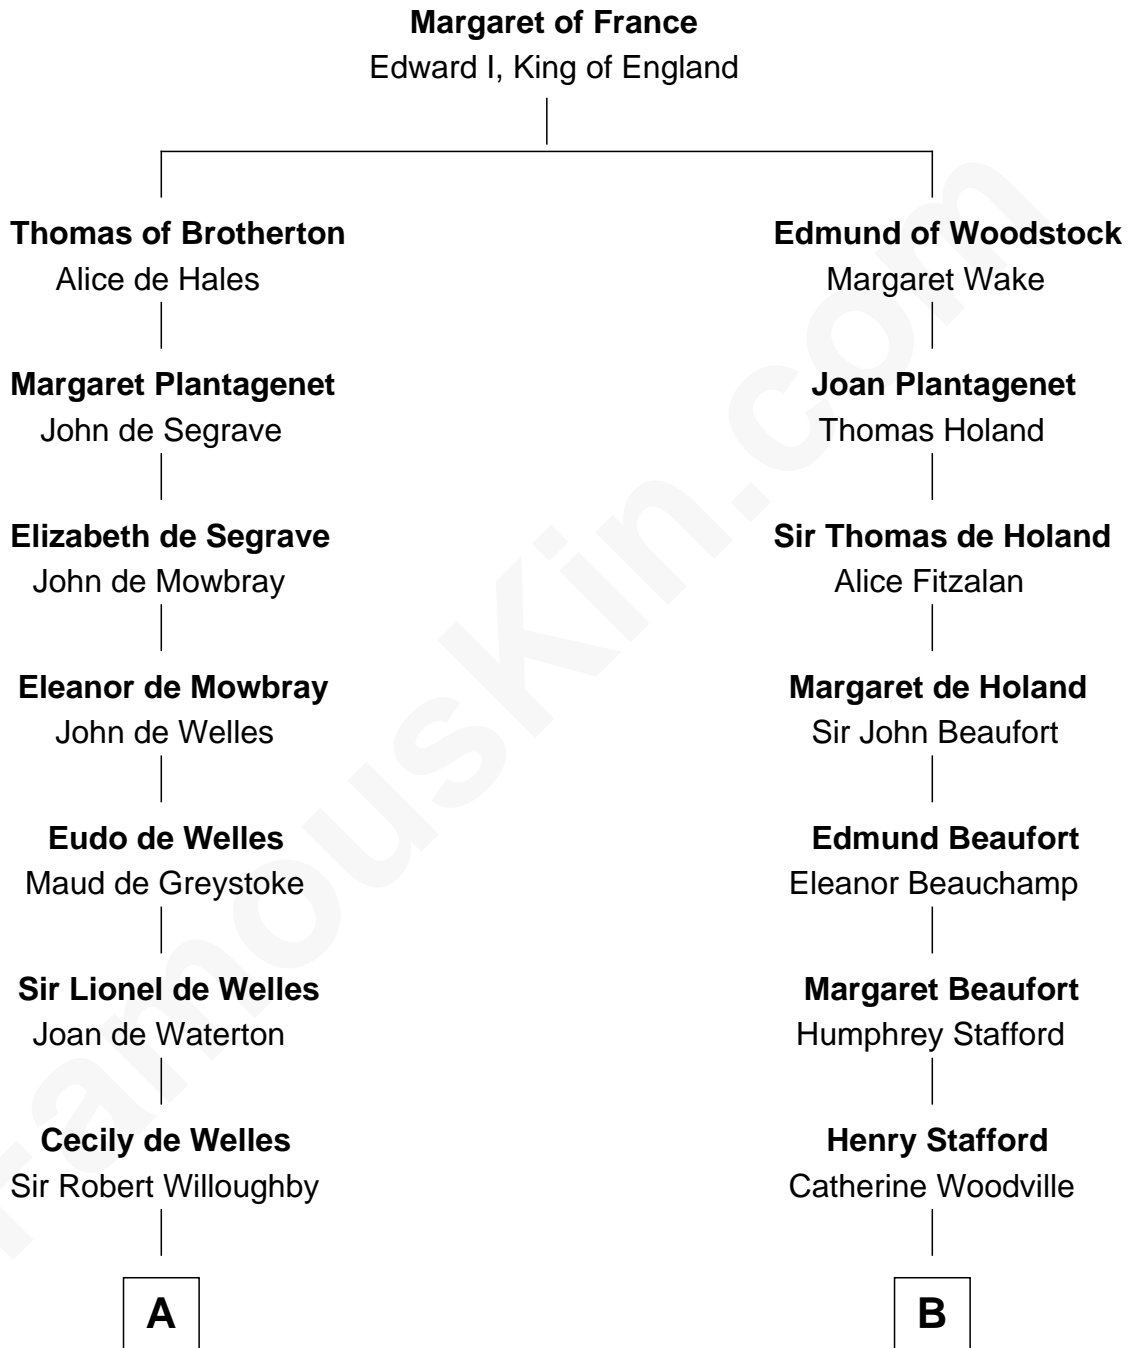 Margaret of France
Edward I, King of England
Thomas of Brotherton
Alice de Hales
Margaret Plantagenet
John de Segrave
Elizabeth de Segrave
John de Mowbray
Eleanor de Mowbray
John de Welles
Eudo de Welles
Maud de Greystoke
Sir Lionel de Welles
Joan de Waterton
Cecily de Welles
Sir Robert Willoughby
A
Edmund of Woodstock
Margaret Wake
Joan Plantagenet
Thomas Holand
Sir Thomas de Holand
Alice Fitzalan
Margaret de Holand
Sir John Beaufort
Edmund Beaufort
Eleanor Beauchamp
Margaret Beaufort
Humphrey Stafford
Henry Stafford
Catherine Woodville
B
FamousKin.com